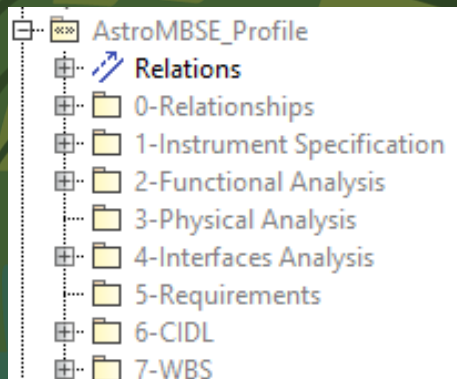 AstroMBSE_Profile
Relations
0-Relationships
1-Instrument Specification
2-Functional Analysis
3-Physical Analysis
4-Interfaces Analysis
5-Requirements
6-CIDL
7-WBS